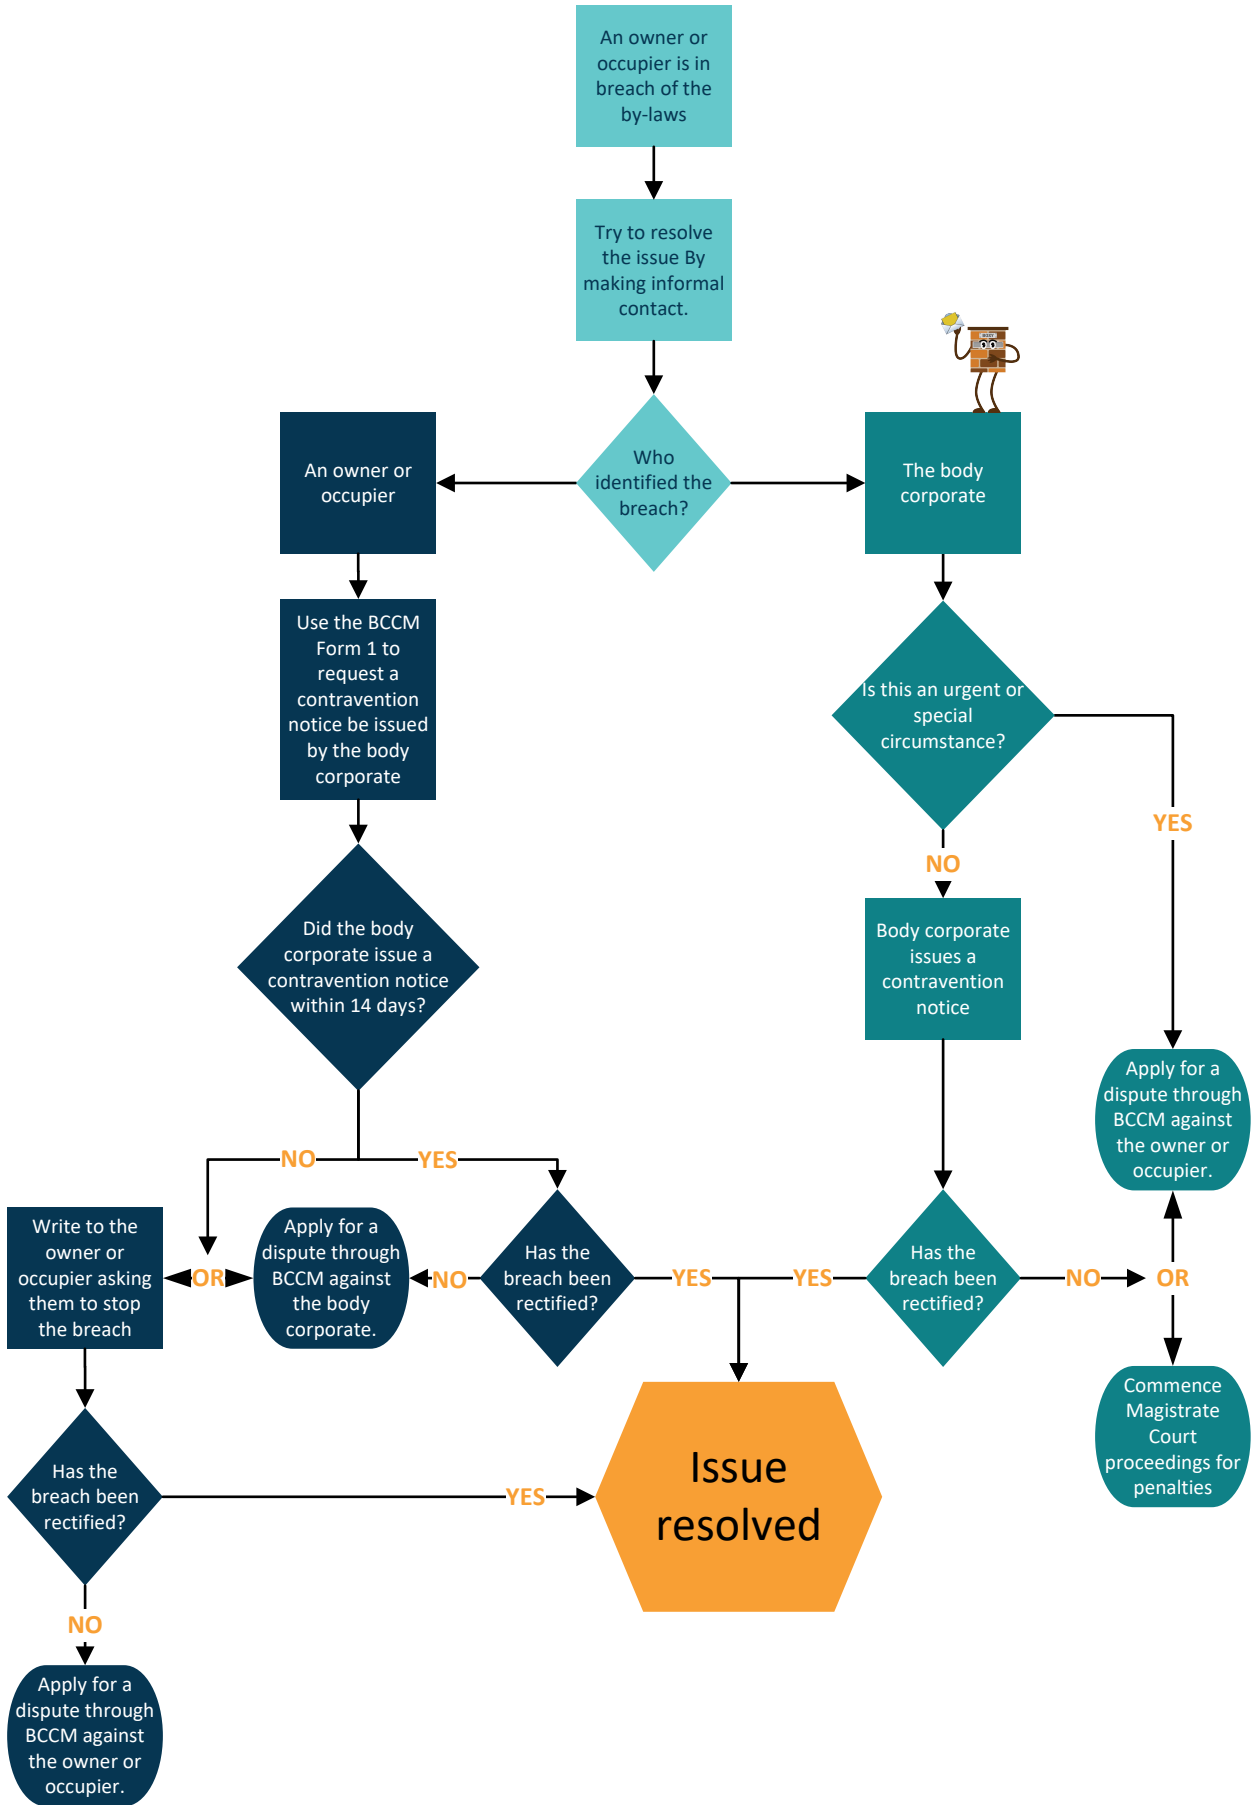 An owner or
occupier is in
breach of the
by-laws
Try to resolve
the issue By
making informal
contact.
Who
identified the
breach?
An owner or
occupier
The body
corporate
Use the BCCM
Form 1 to
request a
contravention
notice be issued
by the body
corporate
Is this an urgent or
special
circumstance?
YES
NO
Did the body
corporate issue a
contravention notice
within 14 days?
Body corporate
issues a
contravention
notice
Apply for a
dispute through
BCCM against
the owner or
occupier.
NO
YES
Write to the
owner or
occupier asking
them to stop
the breach
OR
Apply for a
dispute through
BCCM against
the body
corporate.
NO
Has the
breach been
rectified?
YES
YES
Has the
breach been
rectified?
NO
OR
Commence
Magistrate
Court
proceedings for
penalties
Has the
breach been
rectified?
YES
Issue
resolved
NO
Apply for a
dispute through
BCCM against
the owner or
occupier.